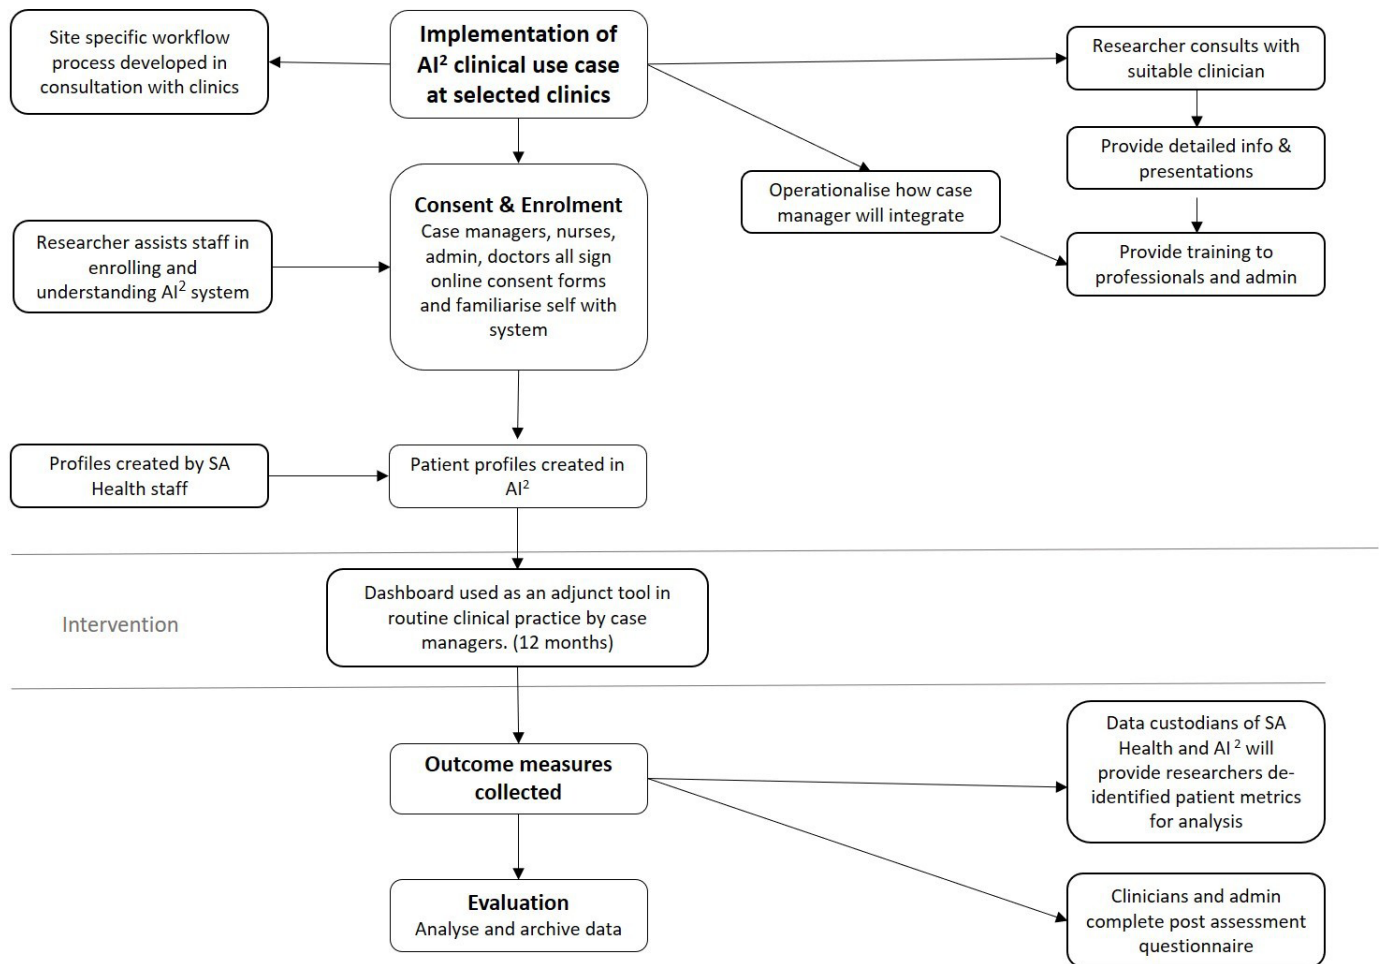 Site specific workflow
process developed in
consultation with clinics
Implementation of
AI² clinical use case
at selected clinics
Researcher consults with
suitable clinician
Provide detailed info &
presentations
Operationalise how case
manager will integrate
Provide training to
professionals and admin
Consent & Enrolment
Case managers, nurses,
admin, doctors all sign
online consent forms
and familiarise self with
system
Researcher assists staff in
enrolling and
understanding AI² system
Profiles created by SA
Health staff
Patient profiles created in
AI²
Intervention
Dashboard used as an adjunct tool in
routine clinical practice by case
managers. (12 months)
Outcome measures
collected
Data custodians of SA
Health and AI ² will
provide researchers de-
identified patient metrics
for analysis
Evaluation
Analyse and archive data
Clinicians and admin
complete post assessment
questionnaire